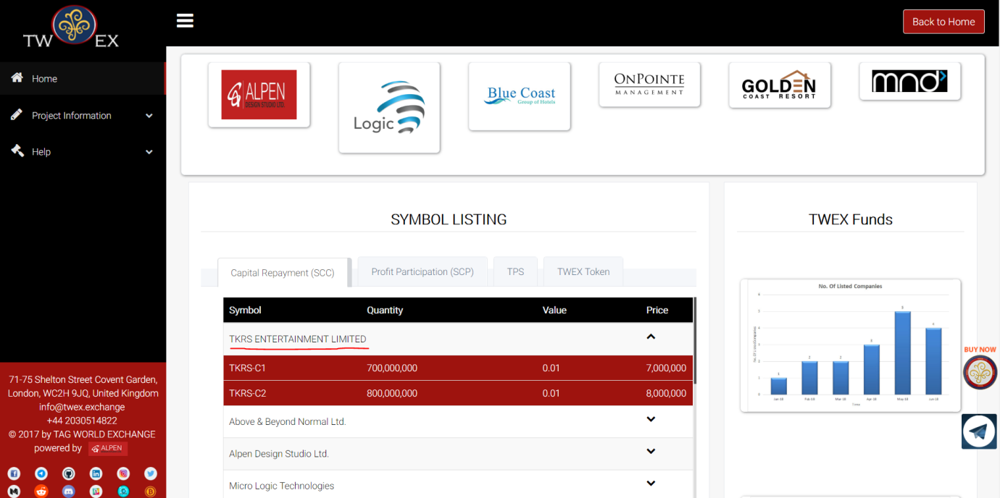 TW EX
Back to Home
Home
Project Information
Help
ALPEN
DESIGN STUDIO LTD.
Logic
Blue Coast
Group of Hotels
ONPOINTE
MANAGEMENT
GOLDEN
COAST RESORT
mnd
SYMBOL LISTING
Capital Repayment (SCC) Profit Participation (SCP) TPS TWEX Token
Symbol Quantity Value Price
TKRS ENTERTAINMENT LIMITED
TKRS-C1 700,000,000 0.01 7,000,000
TKRS-C2 800,000,000 0.01 8,000,000
Above & Beyond Normal Ltd.
Alpen Design Studio Ltd.
Micro Logic Technologies
TWEX Funds
No. Of Listed Companies
No. Of Listed Companies
6
5
4
3
2
1
0
1 2 2 3 5 4
Jan-18 Feb-18 Mar-18 Apr-18 May-18 Jun-18
Time
BUY NOW
71-75 Shelton Street Covent Garden,
London, WC2H 9JQ, United Kingdom
info@twex.exchange
+44 2030514822
© 2017 by TAG WORLD EXCHANGE
powered by ALPEN